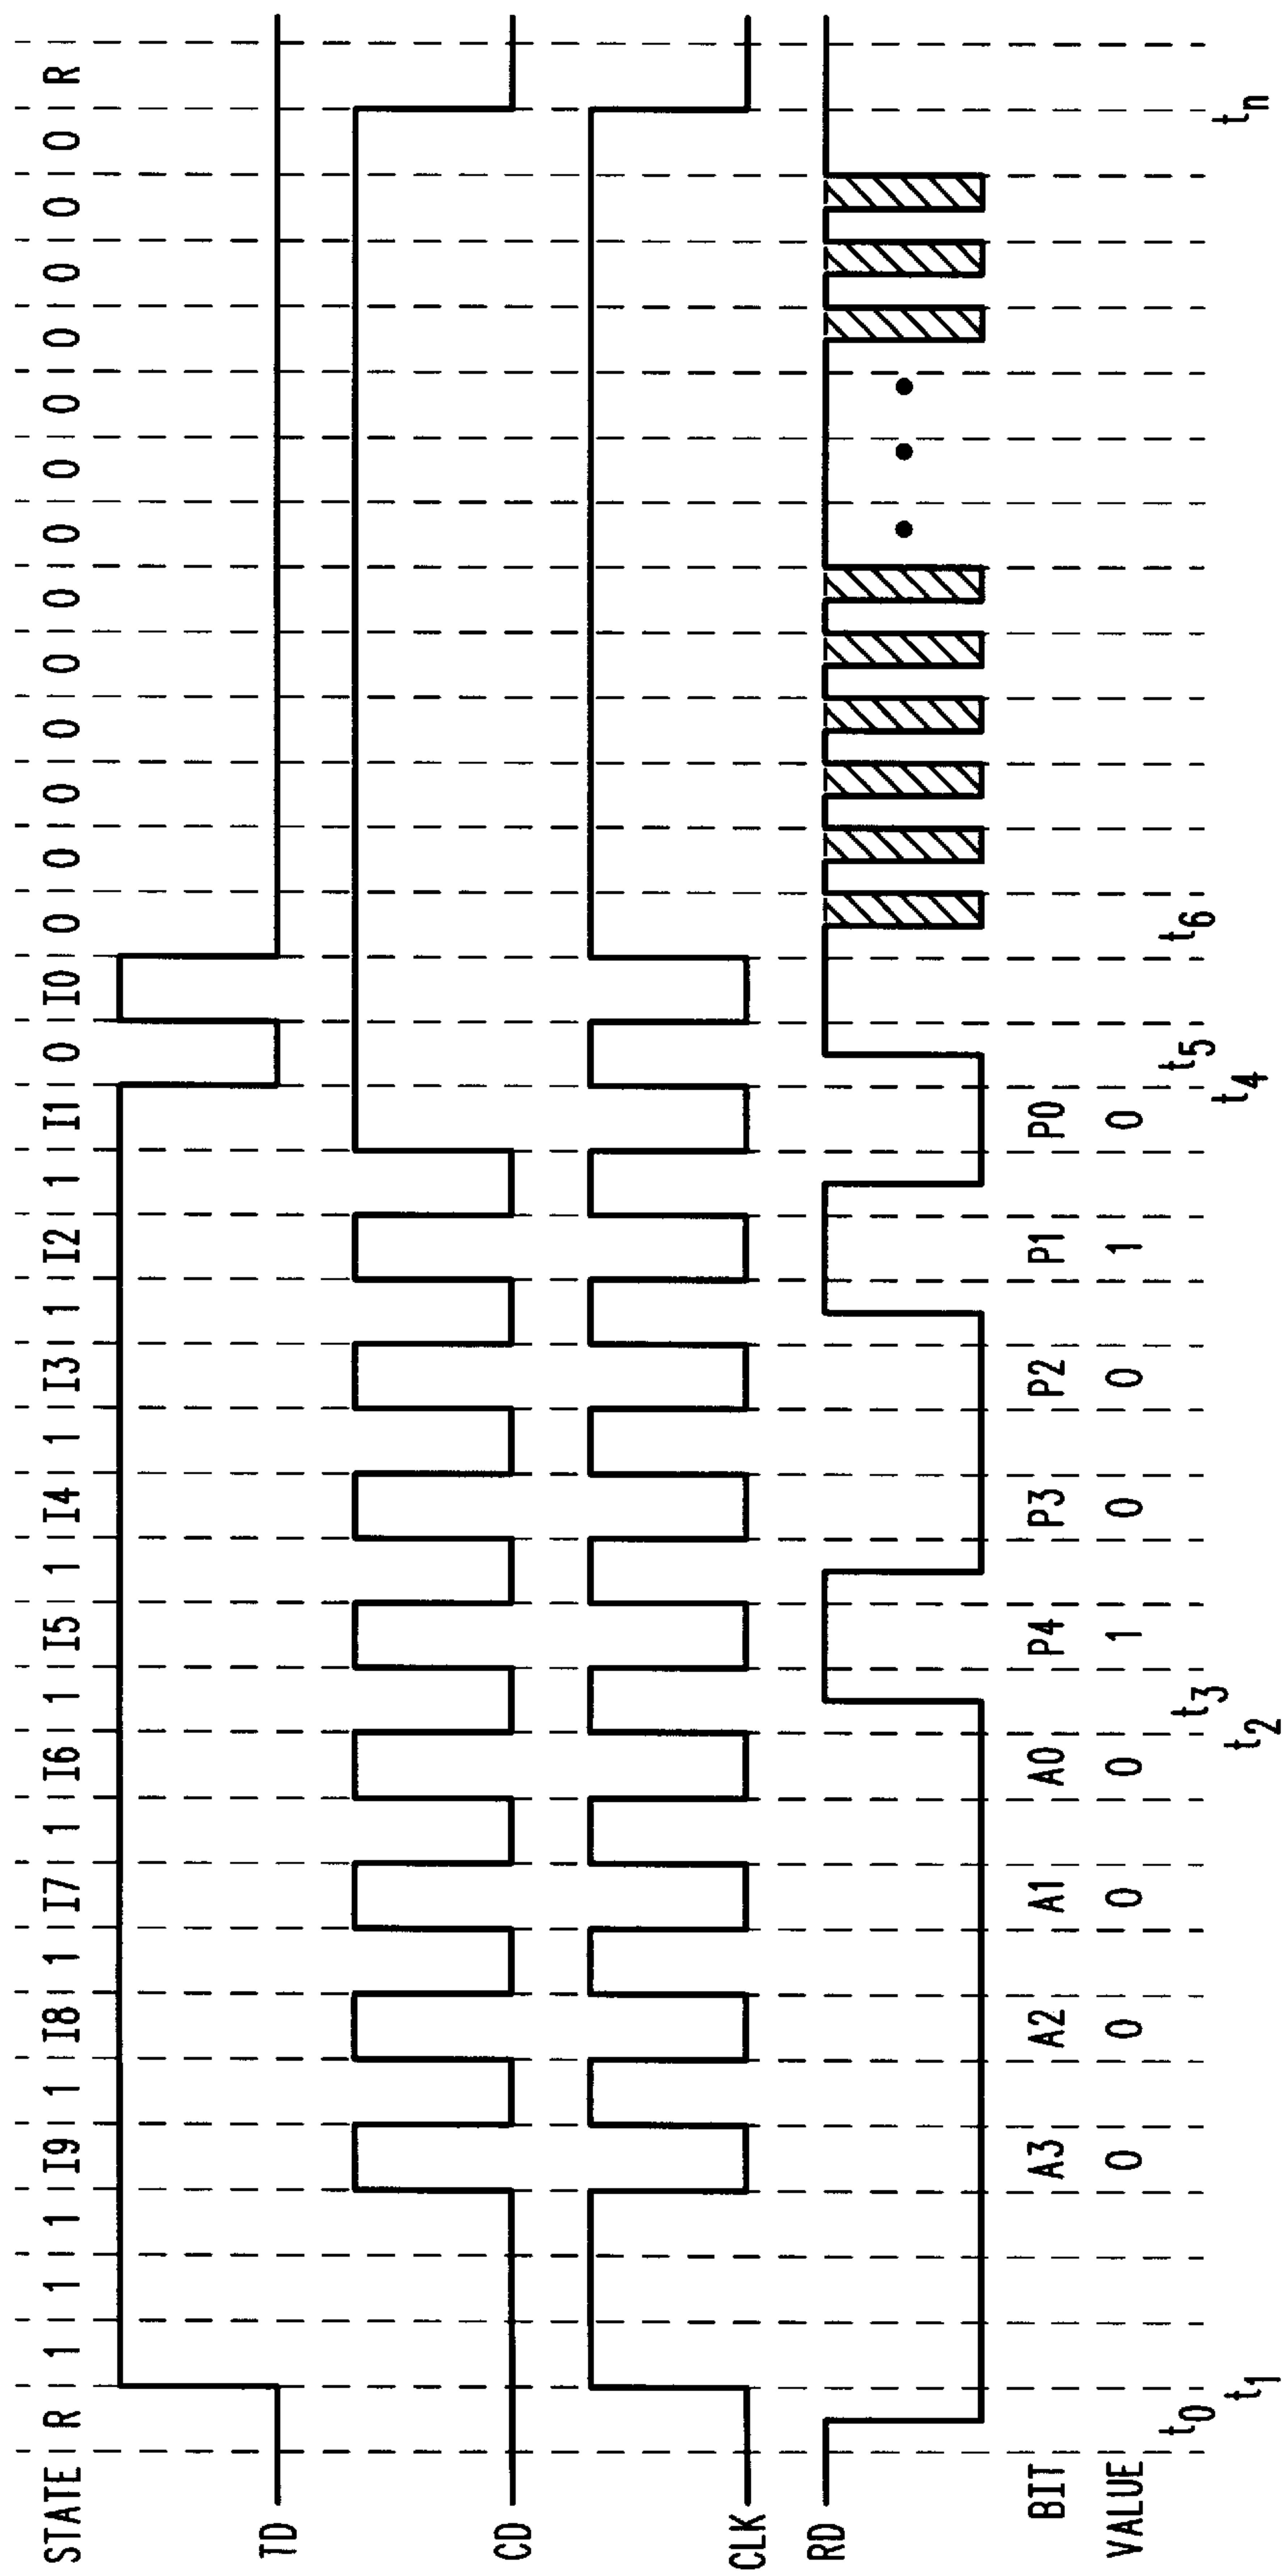 STATE R 1 1 1 I9 1 I8 1 I7 1 I6 1 I5 1 I4 1 I3 1 I2 1 I1 0 I0 0 0 0 0 0 0 0 0 0 0 0 0 0 R
TD
CD
CLK
RD
BIT A3 A2 A1 A0 P4 P3 P2 P1 P0
VALUE 0 0 0 0 1 0 0 1 0
t0 t1 t2 t3 t4 t5 t6 tn